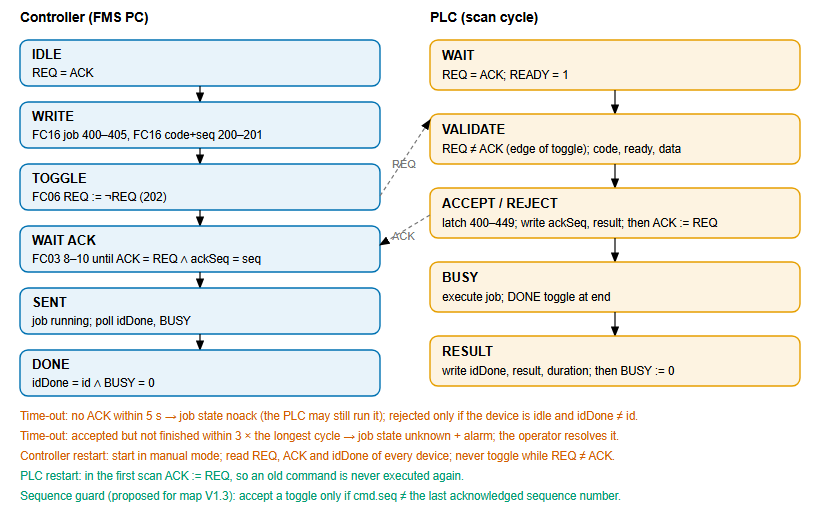 Controller (FMS PC)
IDLE
REQ = ACK
WRITE
FC16 job 400–405, FC16 code+seq 200–201
TOGGLE
FC06 REQ := ¬REQ (202)
WAIT ACK
FC03 8–10 until ACK = REQ ∧ ackSeq = seq
SENT
job running; poll idDone, BUSY
DONE
idDone = id ∧ BUSY = 0
REQ
ACK
PLC (scan cycle)
WAIT
REQ = ACK; READY = 1
VALIDATE
REQ ≠ ACK (edge of toggle); code, ready, data
ACCEPT / REJECT
latch 400–449; write ackSeq, result; then ACK := REQ
BUSY
execute job; DONE toggle at end
RESULT
write idDone, result, duration; then BUSY := 0
Time-out: no ACK within 5 s → job state noack (the PLC may still run it); rejected only if the device is idle and idDone ≠ id.
Time-out: accepted but not finished within 3 × the longest cycle → job state unknown + alarm; the operator resolves it.
Controller restart: start in manual mode; read REQ, ACK and idDone of every device; never toggle while REQ ≠ ACK.
PLC restart: in the first scan ACK := REQ, so an old command is never executed again.
Sequence guard (proposed for map V1.3): accept a toggle only if cmd.seq ≠ the last acknowledged sequence number.